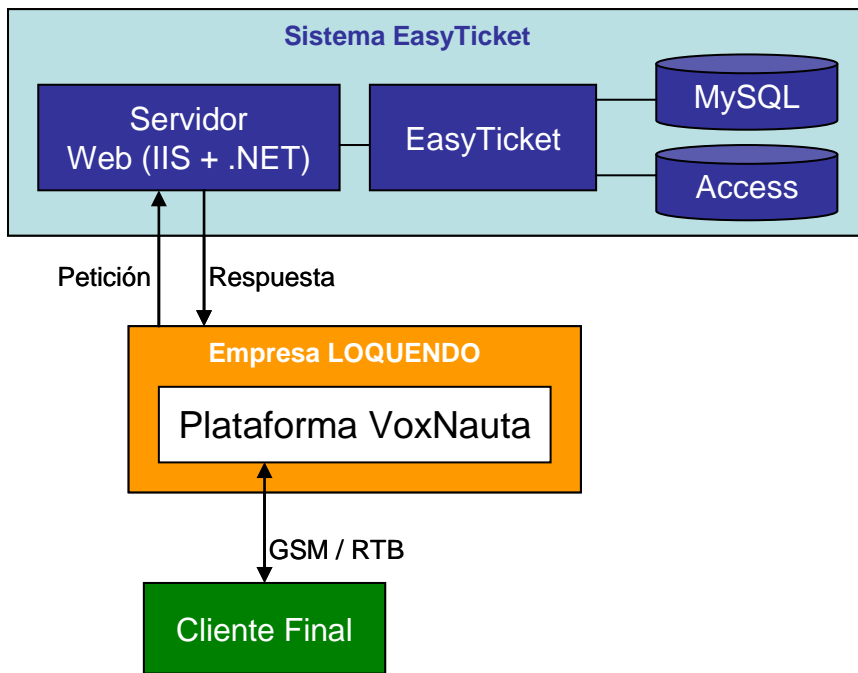 Sistema EasyTicket
Servidor
Web (IIS + .NET)
EasyTicket
MySQL
Access
Petición
Respuesta
Empresa LOQUENDO
Plataforma VoxNauta
GSM / RTB
Cliente Final